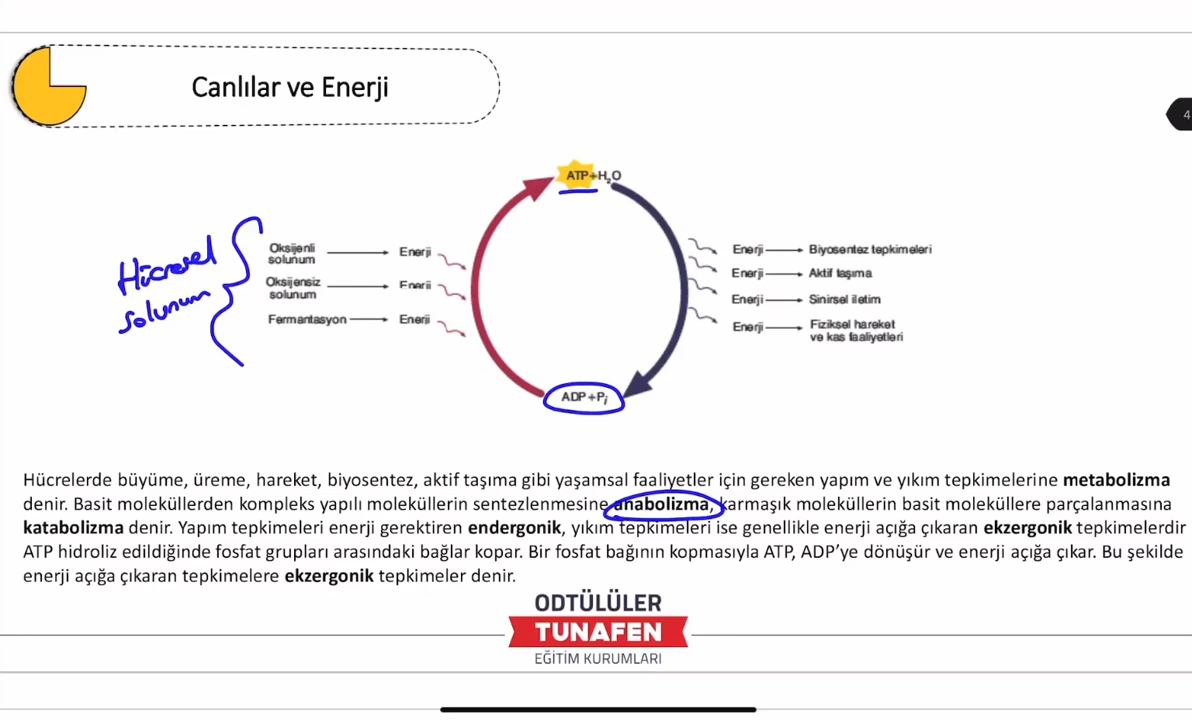 Canlılar ve Enerji
4
ATP+H₂O
Hücresel
solunum
Oksijenli
solunum
Enerji
Oksijensiz
solunum
Enerji
Fermantasyon
Enerji
Enerji
Biyosentez tepkimeleri
Enerji
Aktif taşıma
Enerji
Sinirsel iletim
Enerji
Fiziksel hareket
ve kas faaliyetleri
ADP+Pi
Hücrelerde büyüme, üreme, hareket, biyosentez, aktif taşıma gibi yaşamsal faaliyetler için gereken yapım ve yıkım tepkimelerine metabolizma
denir. Basit moleküllerden kompleks yapılı moleküllerin sentezlenmesine anabolizma, karmaşık moleküllerin basit moleküllere parçalanmasına
katabolizma denir. Yapım tepkimeleri enerji gerektiren endergonik, yıkım tepkimeleri ise genellikle enerji açığa çıkaran ekzergonik tepkimelerdir
ATP hidroliz edildiğinde fosfat grupları arasındaki bağlar kopar. Bir fosfat bağının kopmasıyla ATP, ADP’ye dönüşür ve enerji açığa çıkar. Bu şekilde
enerji açığa çıkaran tepkimelere ekzergonik tepkimeler denir.
ODTÜLÜLER
TUNAFEN
EĞİTİM KURUMLARI